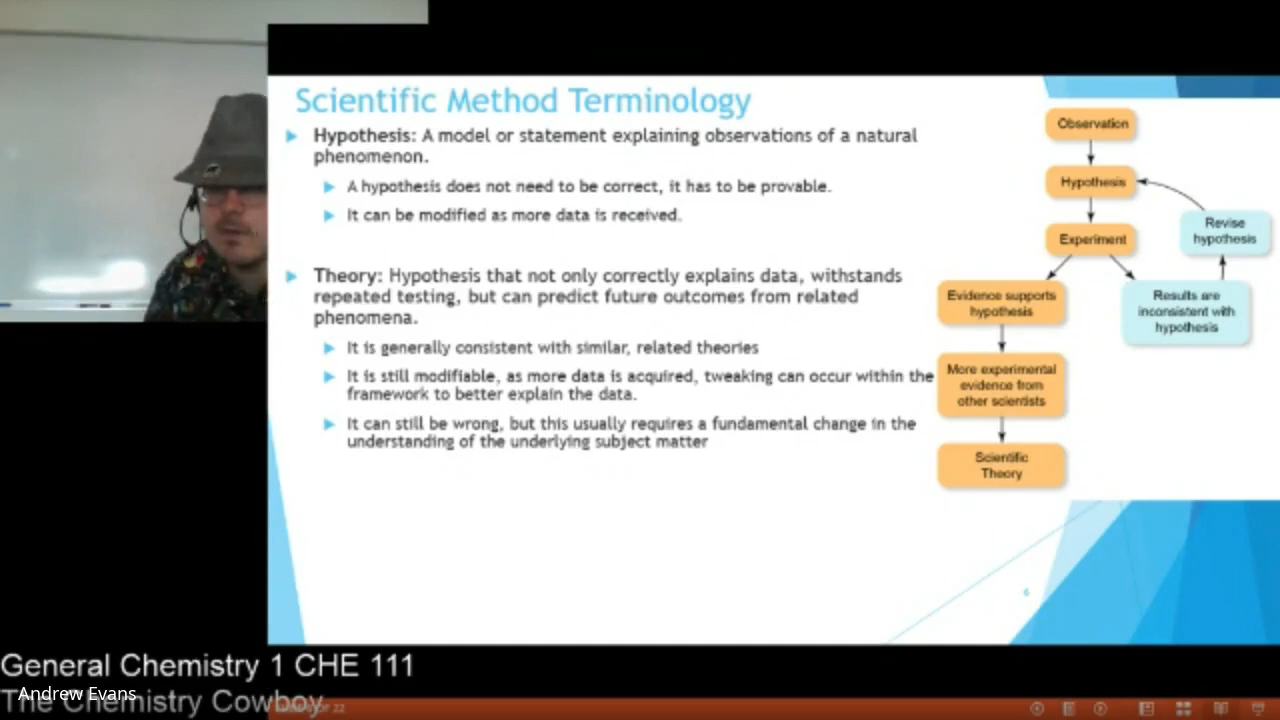 Scientific Method Terminology
Hypothesis: A model or statement explaining observations of a natural
phenomenon.
A hypothesis does not need to be correct, it has to be provable.
It can be modified as more data is received.
Theory: Hypothesis that not only correctly explains data, withstands
repeated testing, but can predict future outcomes from related
phenomena.
It is generally consistent with similar, related theories
It is still modifiable, as more data is acquired, tweaking can occur within the
framework to better explain the data.
It can still be wrong, but this usually requires a fundamental change in the
understanding of the underlying subject matter
Observation
Hypothesis
Experiment
Revise
hypothesis
Evidence supports
hypothesis
Results are
inconsistent with
hypothesis
More experimental
evidence from
other scientists
Scientific
Theory
6
General Chemistry 1 CHE 111
The Chemistry Cowboy
Andrew Evans
OF 22